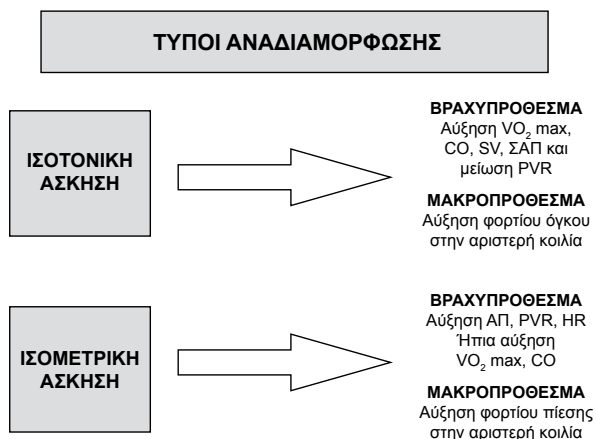 ΤΥΠΟΙ ΑΝΑΔΙΑΜΟΡΦΩΣΗΣ
ΙΣΟΤΟΝΙΚΗ
ΑΣΚΗΣΗ
ΒΡΑΧΥΠΡΟΘΕΣΜΑ
Αύξηση VO₂ max,
CO, SV, ΣΑΠ και
μείωση PVR
ΜΑΚΡΟΠΡΟΘΕΣΜΑ
Αύξηση φορτίου όγκου
στην αριστερή κοιλία
ΙΣΟΜΕΤΡΙΚΗ
ΑΣΚΗΣΗ
ΒΡΑΧΥΠΡΟΘΕΣΜΑ
Αύξηση ΑΠ, PVR, HR
Ήπια αύξηση
VO₂ max, CO
ΜΑΚΡΟΠΡΟΘΕΣΜΑ
Αύξηση φορτίου πίεσης
στην αριστερή κοιλία